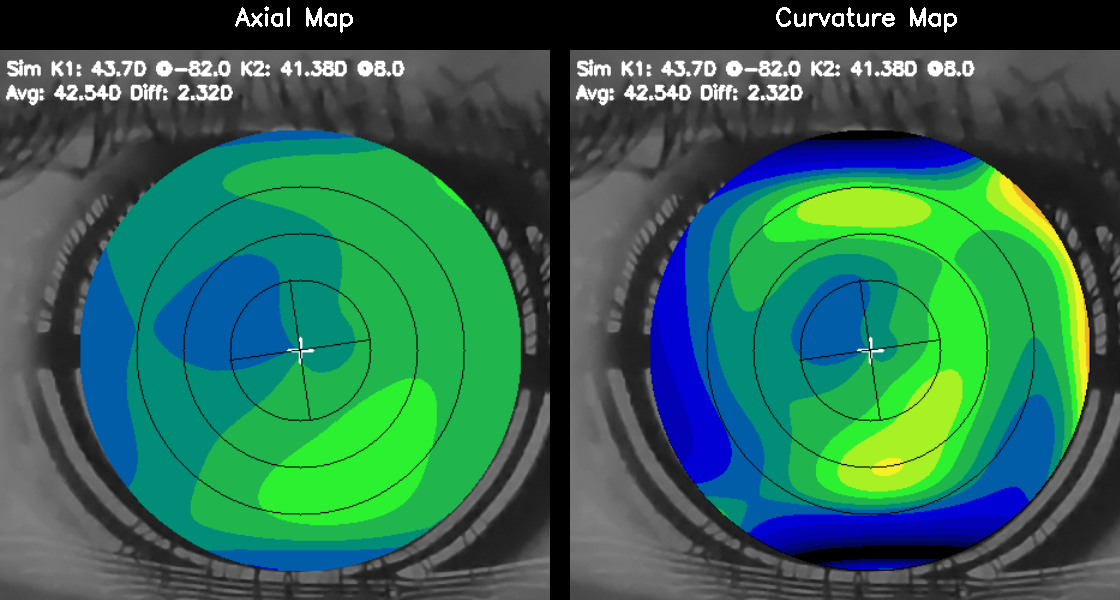 Axial Map
Curvature Map
Sim K1: 43.7D @-82.0 K2: 41.38D @8.0
Avg: 42.54D Diff: 2.32D
Sim K1: 43.7D @-82.0 K2: 41.38D @8.0
Avg: 42.54D Diff: 2.32D